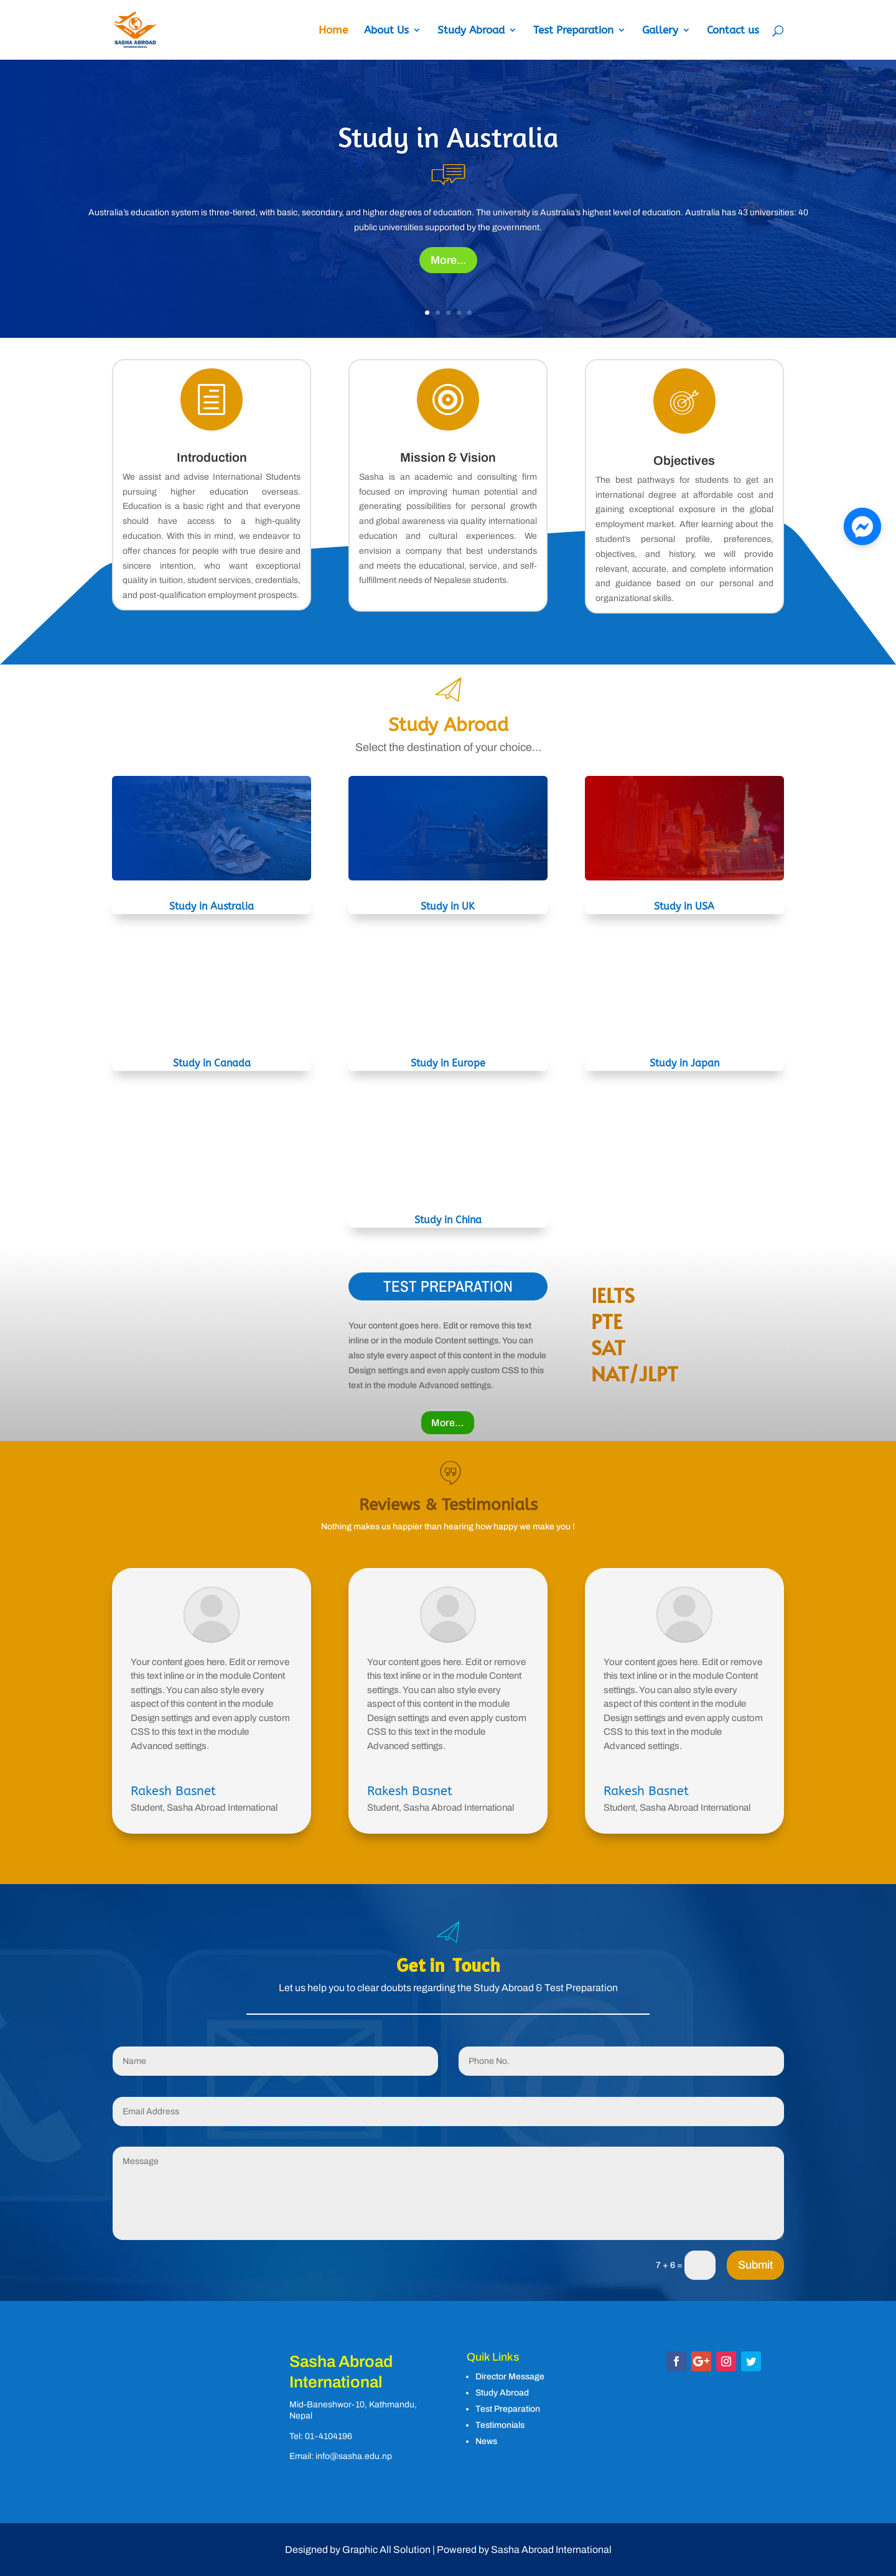 SASHA ABROAD
INTERNATIONAL
Home
About Us
Study Abroad
Test Preparation
Gallery
Contact us
Study in Australia
Australia's education system is three-tiered, with basic, secondary, and higher degrees of education. The university is Australia's highest level of education. Australia has 43 universities: 40
public universities supported by the government.
More...
Introduction
We assist and advise International Students
pursuing higher education overseas.
Education is a basic right and that everyone
should have access to a high-quality
education. With this in mind, we endeavor to
offer chances for people with true desire and
sincere intention, who want exceptional
quality in tuition, student services, credentials,
and post-qualification employment prospects.
Mission & Vision
Sasha is an academic and consulting firm
focused on improving human potential and
generating possibilities for personal growth
and global awareness via quality international
education and cultural experiences. We
envision a company that best understands
and meets the educational, service, and self-
fulfillment needs of Nepalese students.
Objectives
The best pathways for students to get an
international degree at affordable cost and
gaining exceptional exposure in the global
employment market. After learning about the
student's personal profile, preferences,
objectives, and history, we will provide
relevant, accurate, and complete information
and guidance based on our personal and
organizational skills.
Study Abroad
Select the destination of your choice...
Study in Australia
Study in UK
Study in USA
Study in Canada
Study in Europe
Study in Japan
Study in China
TEST PREPARATION
Your content goes here. Edit or remove this text
inline or in the module Content settings. You can
also style every aspect of this content in the module
Design settings and even apply custom CSS to this
text in the module Advanced settings.
More...
IELTS
PTE
SAT
NAT/JLPT
Reviews & Testimonials
Nothing makes us happier than hearing how happy we make you !
Your content goes here. Edit or remove
this text inline or in the module Content
settings. You can also style every
aspect of this content in the module
Design settings and even apply custom
CSS to this text in the module
Advanced settings.
Rakesh Basnet
Student, Sasha Abroad International
Your content goes here. Edit or remove
this text inline or in the module Content
settings. You can also style every
aspect of this content in the module
Design settings and even apply custom
CSS to this text in the module
Advanced settings.
Rakesh Basnet
Student, Sasha Abroad International
Your content goes here. Edit or remove
this text inline or in the module Content
settings. You can also style every
aspect of this content in the module
Design settings and even apply custom
CSS to this text in the module
Advanced settings.
Rakesh Basnet
Student, Sasha Abroad International
Get in Touch
Let us help you to clear doubts regarding the Study Abroad & Test Preparation
Name
Phone No.
Email Address
Message
7 + 6 =
Submit
Sasha Abroad
International
Mid-Baneshwor-10, Kathmandu,
Nepal
Tel: 01-4104196
Email: info@sasha.edu.np
Quik Links
Director Message
Study Abroad
Test Preparation
Testimonials
News
Designed by Graphic All Solution | Powered by Sasha Abroad International